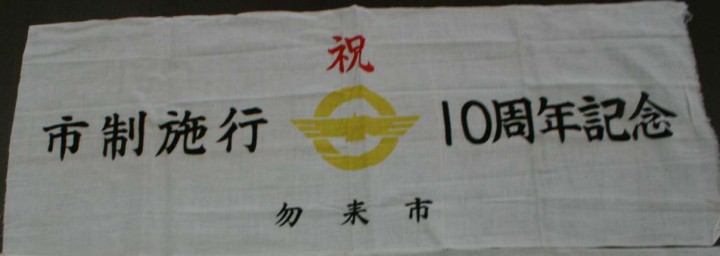 祝
市制施行 10周年記念
勿来市